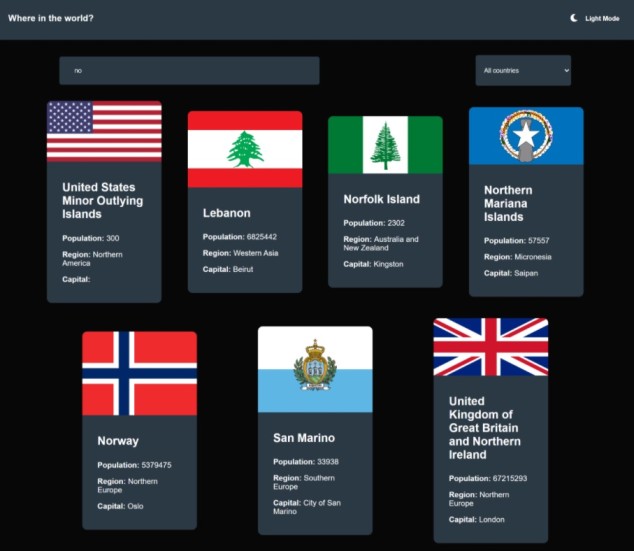 Where in the world?
Light Mode
no
All countries
United States
Minor Outlying
Islands
Population: 300
Region: Northern
America
Capital:
Lebanon
Population: 6825442
Region: Western Asia
Capital: Beirut
Norfolk Island
Population: 2302
Region: Australia and
New Zealand
Capital: Kingston
Northern
Mariana
Islands
Population: 57557
Region: Micronesia
Capital: Saipan
Norway
Population: 5379475
Region: Northern
Europe
Capital: Oslo
San Marino
Population: 33938
Region: Southern
Europe
Capital: City of San
Marino
United
Kingdom of
Great Britain
and Northern
Ireland
Population: 67215293
Region: Northern
Europe
Capital: London